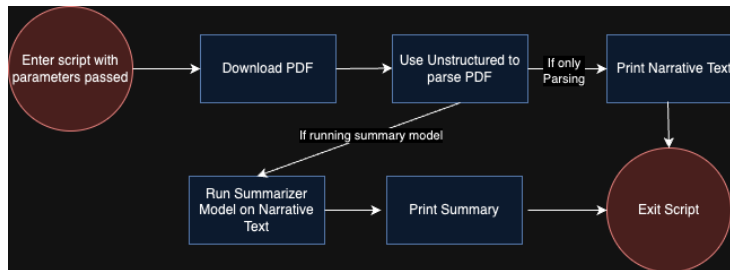 Enter script with
parameters passed
Download PDF
Use Unstructured to
parse PDF
If only
Parsing
Print Narrative Text
If running summary model
Run Summarizer
Model on Narrative
Text
Print Summary
Exit Script